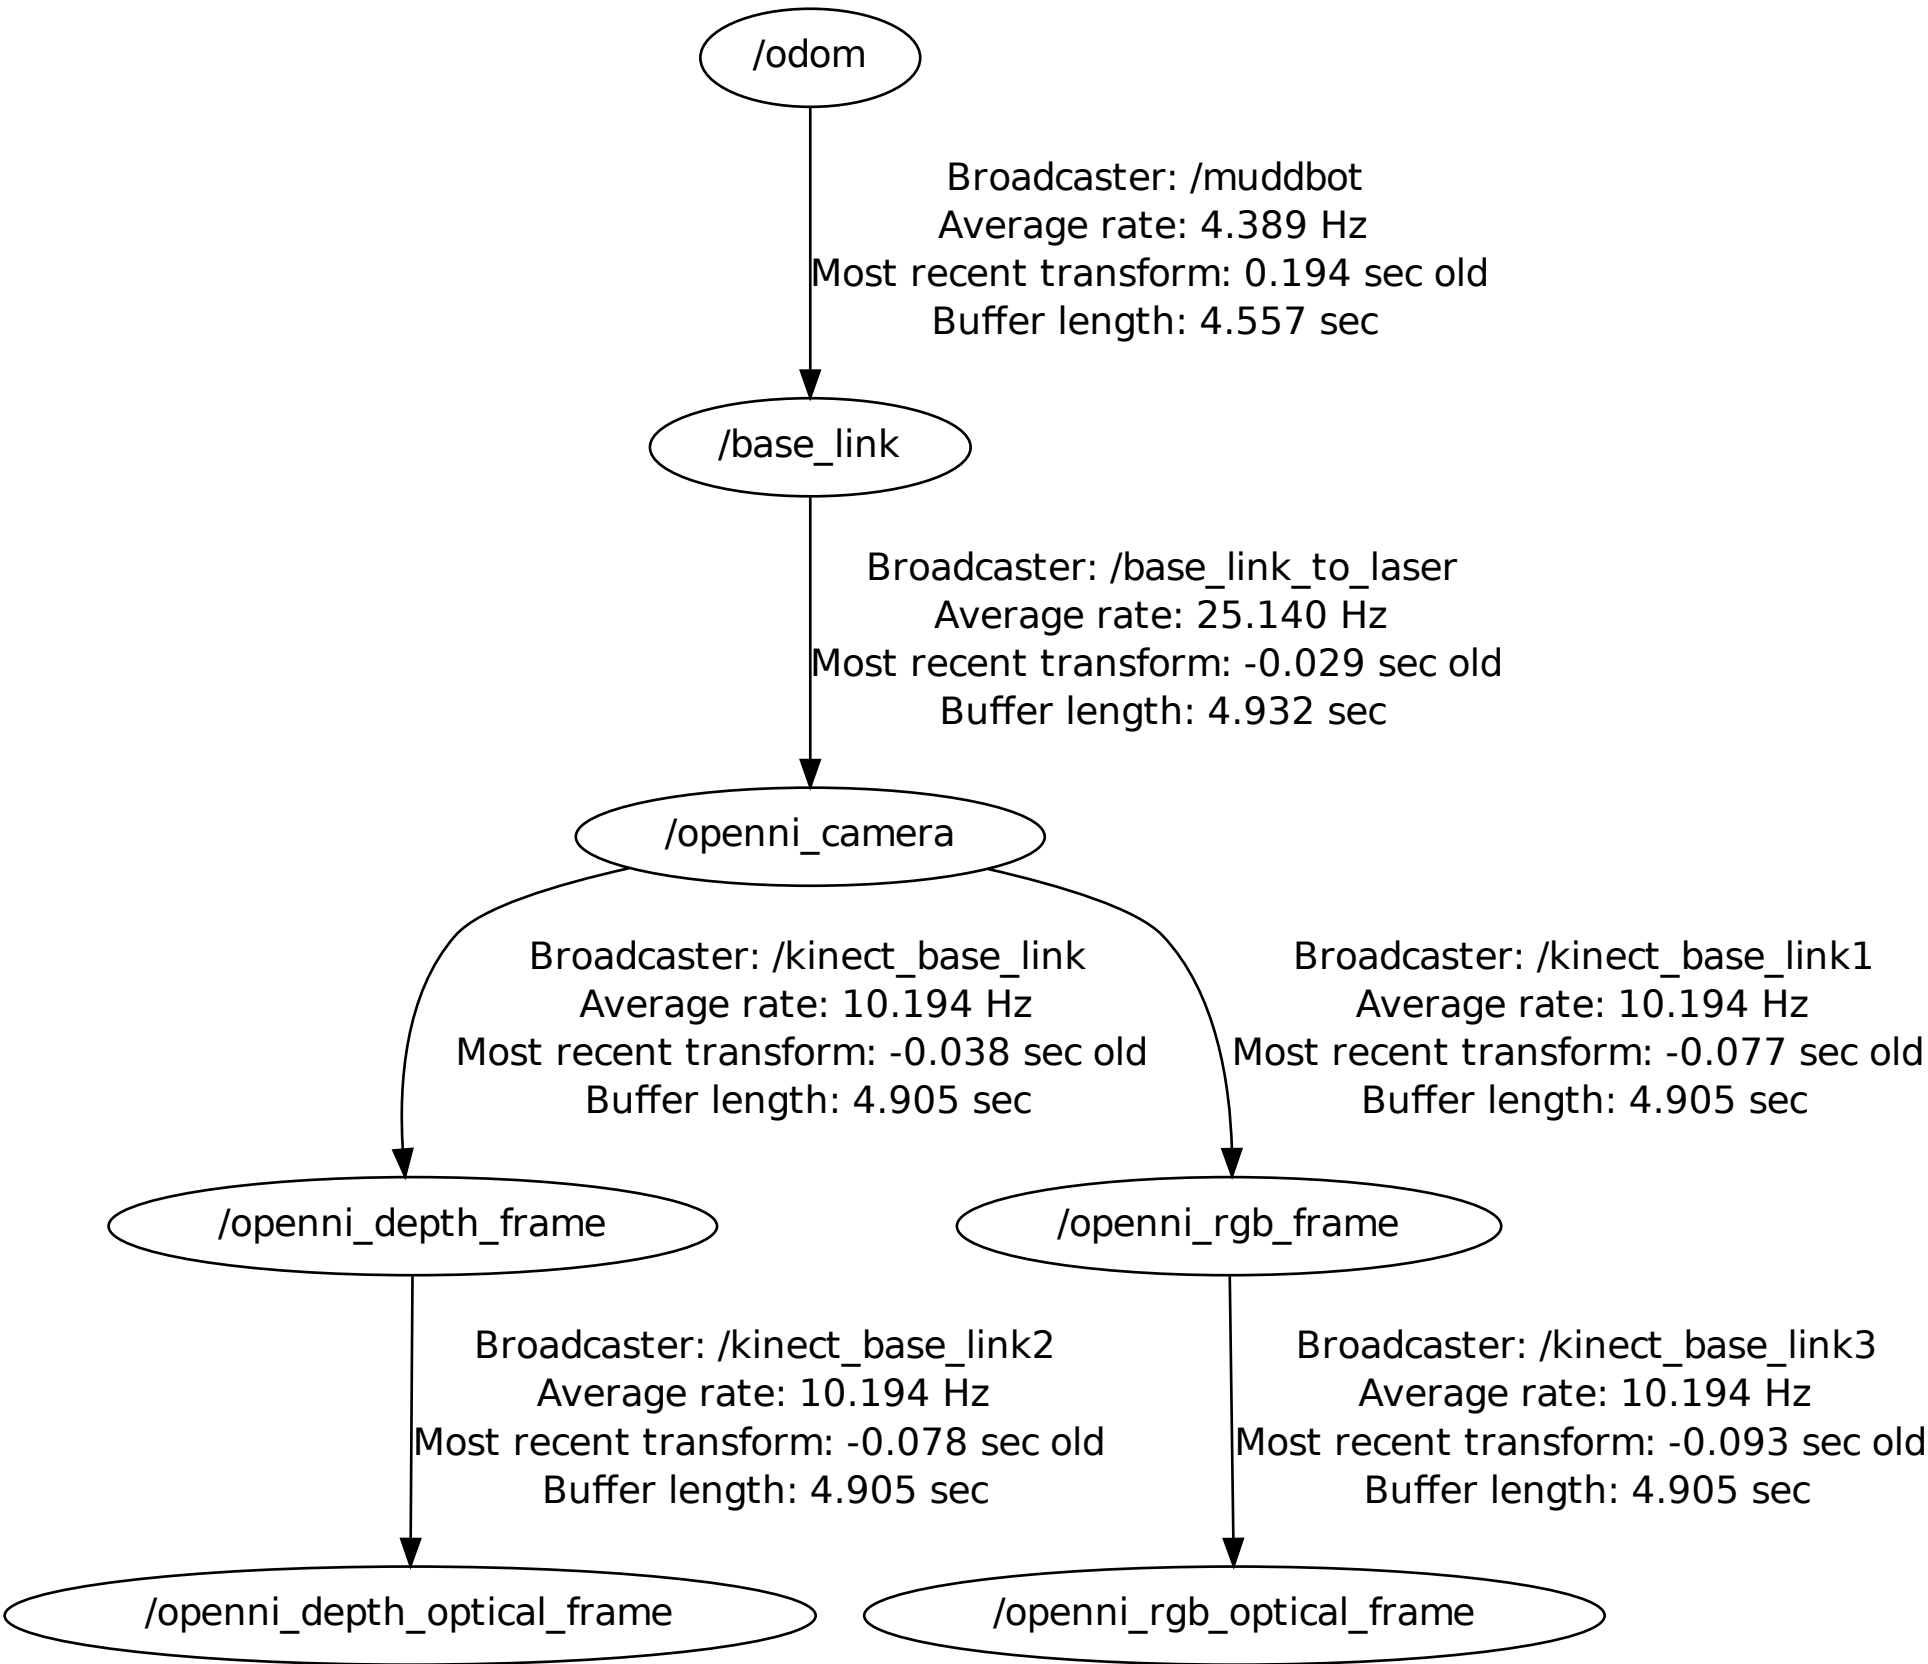 /odom
Broadcaster: /muddbot
Average rate: 4.389 Hz
Most recent transform: 0.194 sec old
Buffer length: 4.557 sec
/base_link
Broadcaster: /base_link_to_laser
Average rate: 25.140 Hz
Most recent transform: -0.029 sec old
Buffer length: 4.932 sec
/openni_camera
Broadcaster: /kinect_base_link
Average rate: 10.194 Hz
Most recent transform: -0.038 sec old
Buffer length: 4.905 sec
Broadcaster: /kinect_base_link1
Average rate: 10.194 Hz
Most recent transform: -0.077 sec old
Buffer length: 4.905 sec
/openni_depth_frame
/openni_rgb_frame
Broadcaster: /kinect_base_link2
Average rate: 10.194 Hz
Most recent transform: -0.078 sec old
Buffer length: 4.905 sec
Broadcaster: /kinect_base_link3
Average rate: 10.194 Hz
Most recent transform: -0.093 sec old
Buffer length: 4.905 sec
/openni_depth_optical_frame
/openni_rgb_optical_frame